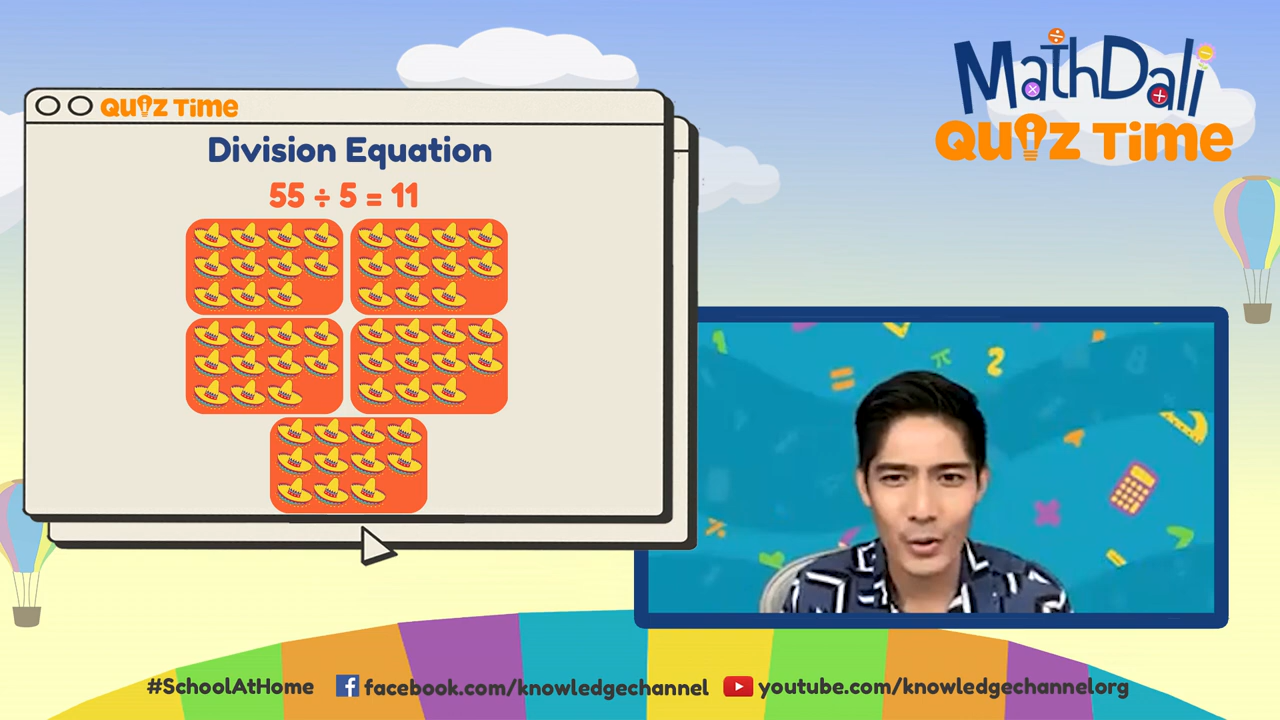 MathDali
QUIZ TIME
QUIZ TIME
Division Equation
55 ÷ 5 = 11
#SchoolAtHome
facebook.com/knowledgechannel
youtube.com/knowledgechannelorg